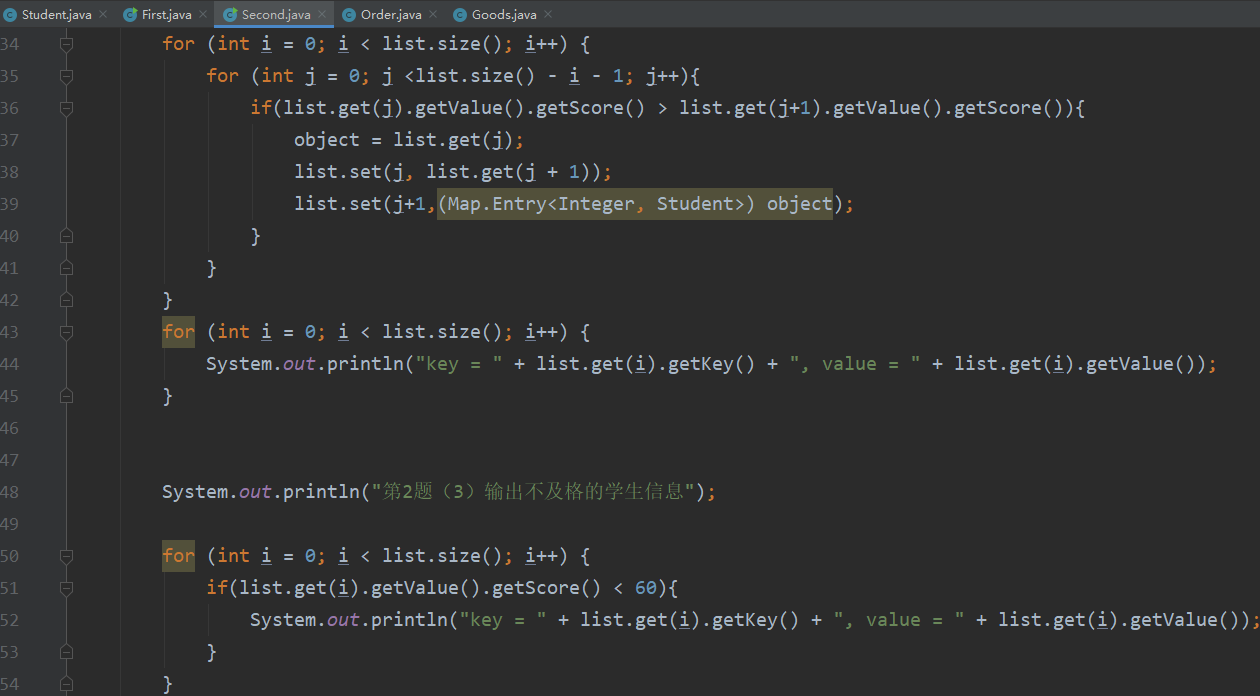 Student.java First.java Second.java Order.java Goods.java
34 for (int i = 0; i < list.size(); i++) {
35 for (int j = 0; j <list.size() - i - 1; j++){
36 if(list.get(j).getValue().getScore() > list.get(j+1).getValue().getScore()){
37 object = list.get(j);
38 list.set(j, list.get(j + 1));
39 list.set(j+1,(Map.Entry<Integer, Student>) object);
40 }
41 }
42 }
43 for (int i = 0; i < list.size(); i++) {
44 System.out.println("key = " + list.get(i).getKey() + ", value = " + list.get(i).getValue());
45 }
46
47
48 System.out.println("第2题（3）输出不及格的学生信息");
49
50 for (int i = 0; i < list.size(); i++) {
51 if(list.get(i).getValue().getScore() < 60){
52 System.out.println("key = " + list.get(i).getKey() + ", value = " + list.get(i).getValue());
53 }
54 }